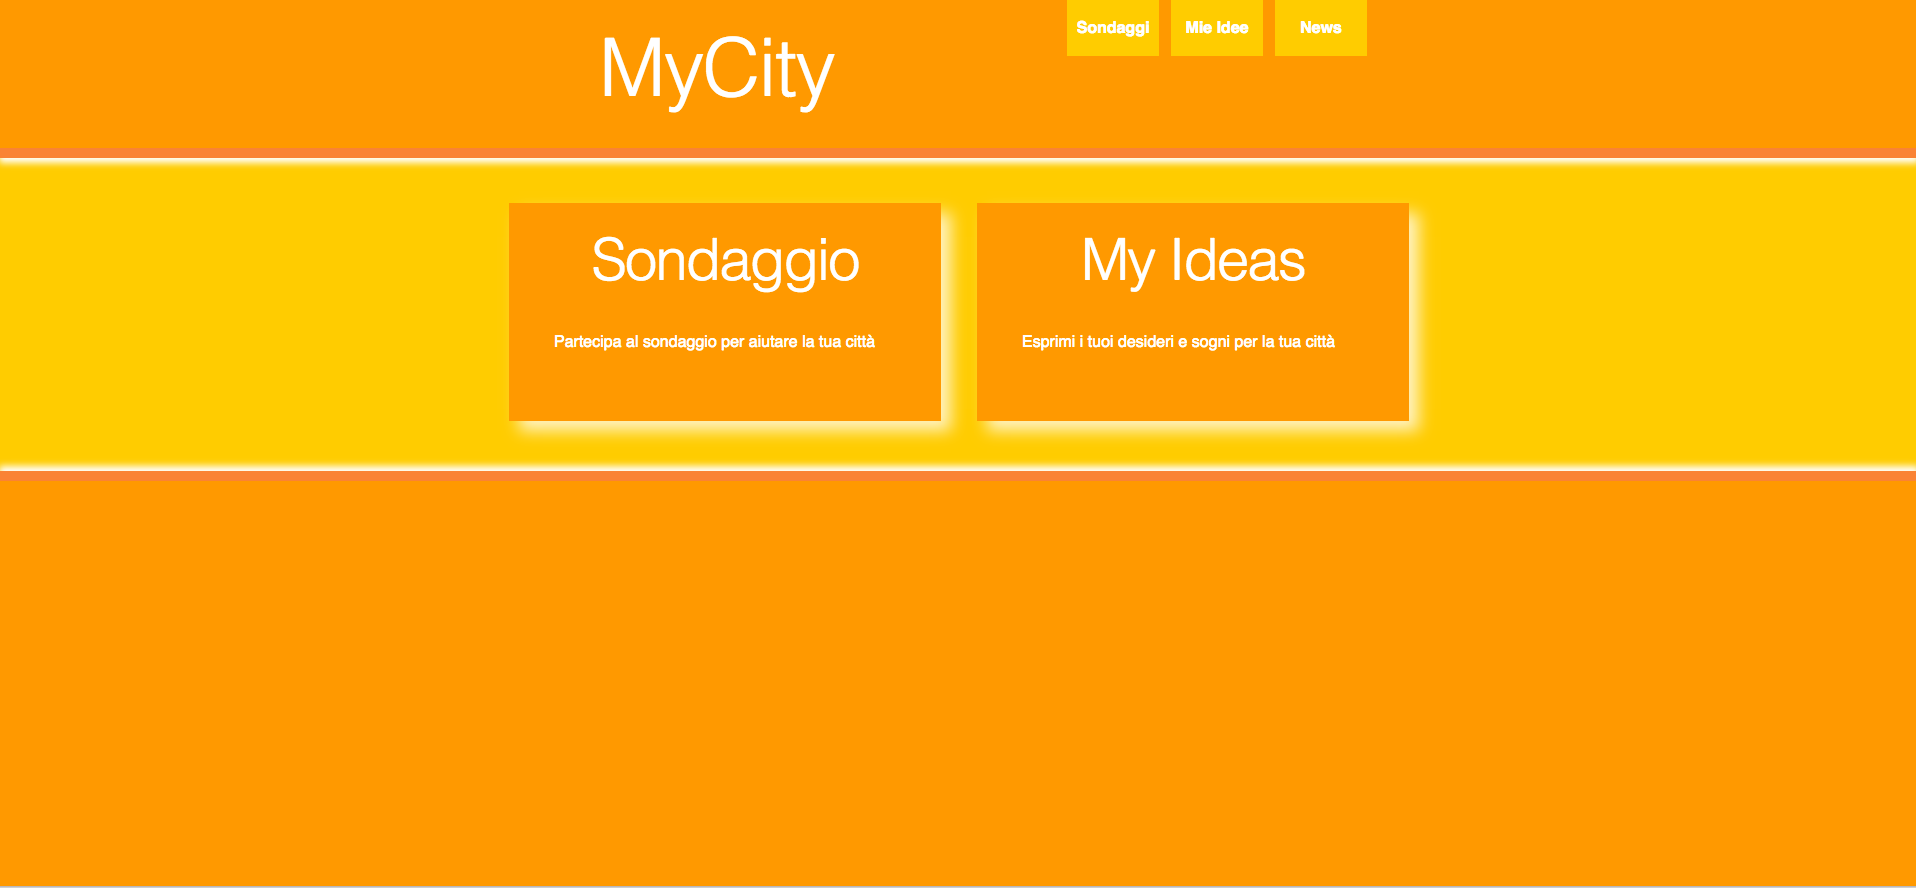 MyCity
Sondaggi
Mie Idee
News
Sondaggio
Partecipa al sondaggio per aiutare la tua città
My Ideas
Esprimi i tuoi desideri e sogni per la tua città